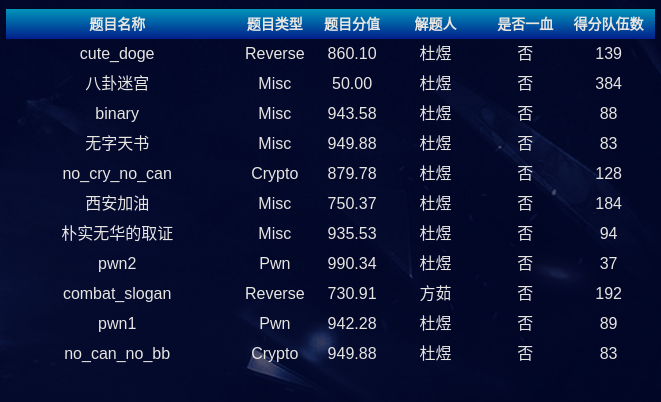 题目名称 题目类型 题目分值 解题人 是否一血 得分队伍数
cute_doge Reverse 860.10 杜煜 否 139
八卦迷宫 Misc 50.00 杜煜 否 384
binary Misc 943.58 杜煜 否 88
无字天书 Misc 949.88 杜煜 否 83
no_cry_no_can Crypto 879.78 杜煜 否 128
西安加油 Misc 750.37 杜煜 否 184
朴实无华的取证 Misc 935.53 杜煜 否 94
pwn2 Pwn 990.34 杜煜 否 37
combat_slogan Reverse 730.91 方茹 否 192
pwn1 Pwn 942.28 杜煜 否 89
no_can_no_bb Crypto 949.88 杜煜 否 83